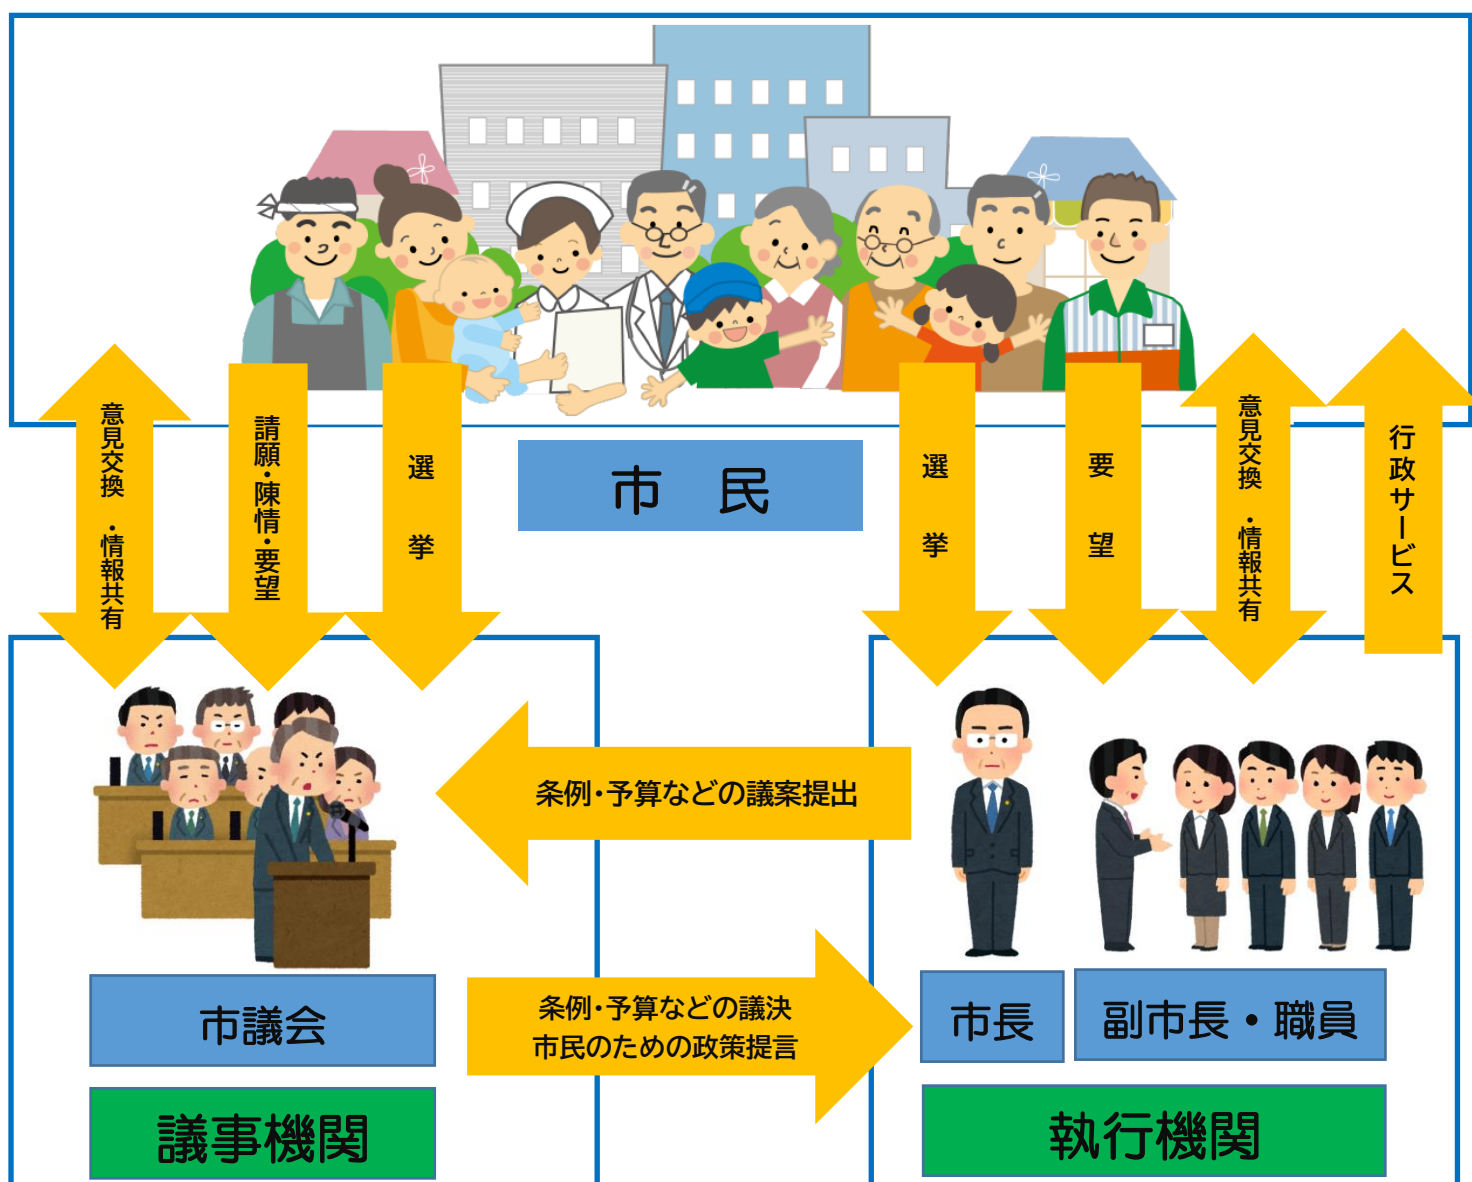 意見交換・情報共有
請願・陳情・要望
選挙
市　民
選挙
要望
意見交換・情報共有
行政サービス
条例・予算などの議案提出
条例・予算などの議決
市民のための政策提言
市議会
議事機関
市長
副市長・職員
執行機関